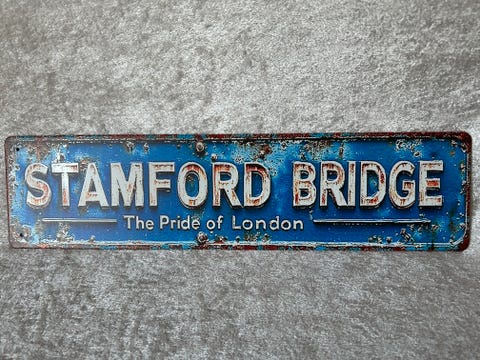 STAMFORD BRIDGE
The Pride of London